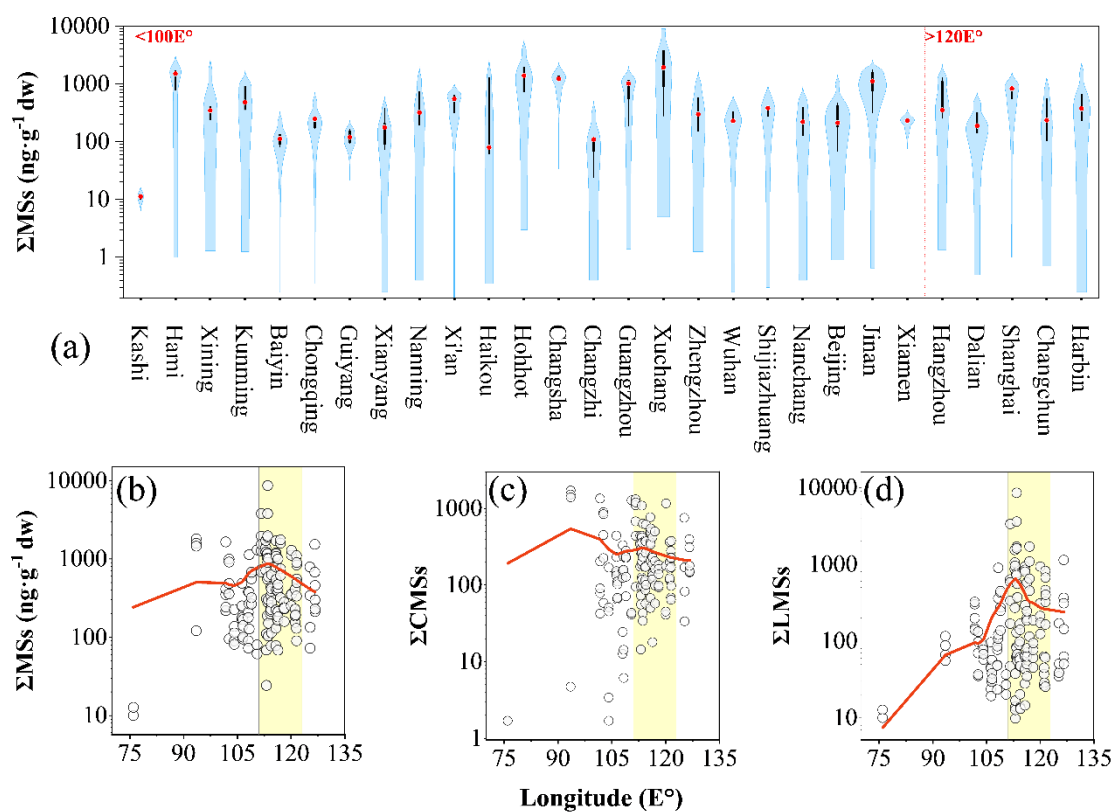 <100E°
>120E°
10000
1000
100
10
1
ΣMSs (ng·g⁻¹ dw)
(a)
Kashi
Hami
Xining
Kunming
Baiyin
Chongqing
Guiyang
Xianyang
Nanning
Xi'an
Haikou
Hohhot
Changsha
Changzhi
Guangzhou
Xuchang
Zhengzhou
Wuhan
Shijiazhuang
Nanchang
Beijing
Jinan
Xiamen
Hangzhou
Dalian
Shanghai
Changchun
Harbin
(b)
10000
1000
100
10
ΣMSs (ng·g⁻¹ dw)
75 90 105 120 135
(c)
1000
100
10
1
ΣCMSs
75 90 105 120 135
(d)
10000
1000
100
10
ΣLMSs
75 90 105 120 135
Longitude (E°)